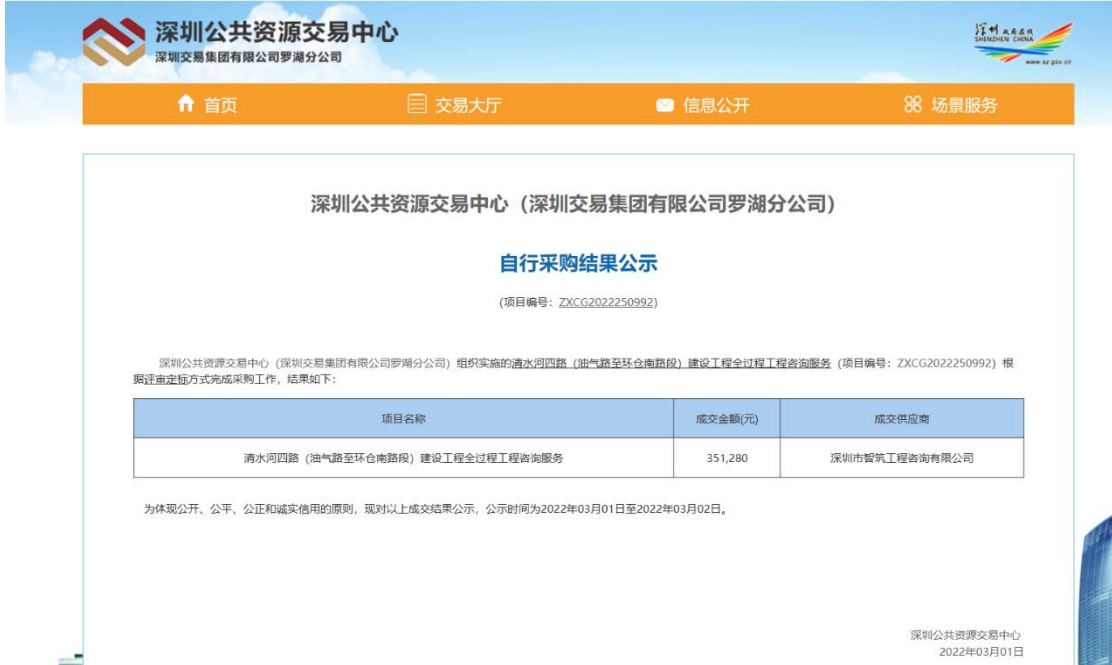 深圳公共资源交易中心
深圳交易集团有限公司罗湖分公司
深圳 政府在线
SHENZHEN CHINA
www.sz.gov.cn
首页 交易大厅 信息公开 场景服务
深圳公共资源交易中心（深圳交易集团有限公司罗湖分公司）
自行采购结果公示
(项目编号：ZXCG2022250992)
深圳公共资源交易中心（深圳交易集团有限公司罗湖分公司）组织实施的清水河四路（油气路至环仓南路段）建设工程全过程工程咨询服务（项目编号：ZXCG2022250992）根
据评审定标方式完成采购工作，结果如下：
项目名称 成交金额(元) 成交供应商
清水河四路（油气路至环仓南路段）建设工程全过程工程咨询服务 351,280 深圳市智筑工程咨询有限公司
为体现公开、公平、公正和诚实信用的原则，现对以上成交结果公示，公示时间为2022年03月01日至2022年03月02日。
深圳公共资源交易中心
2022年03月01日